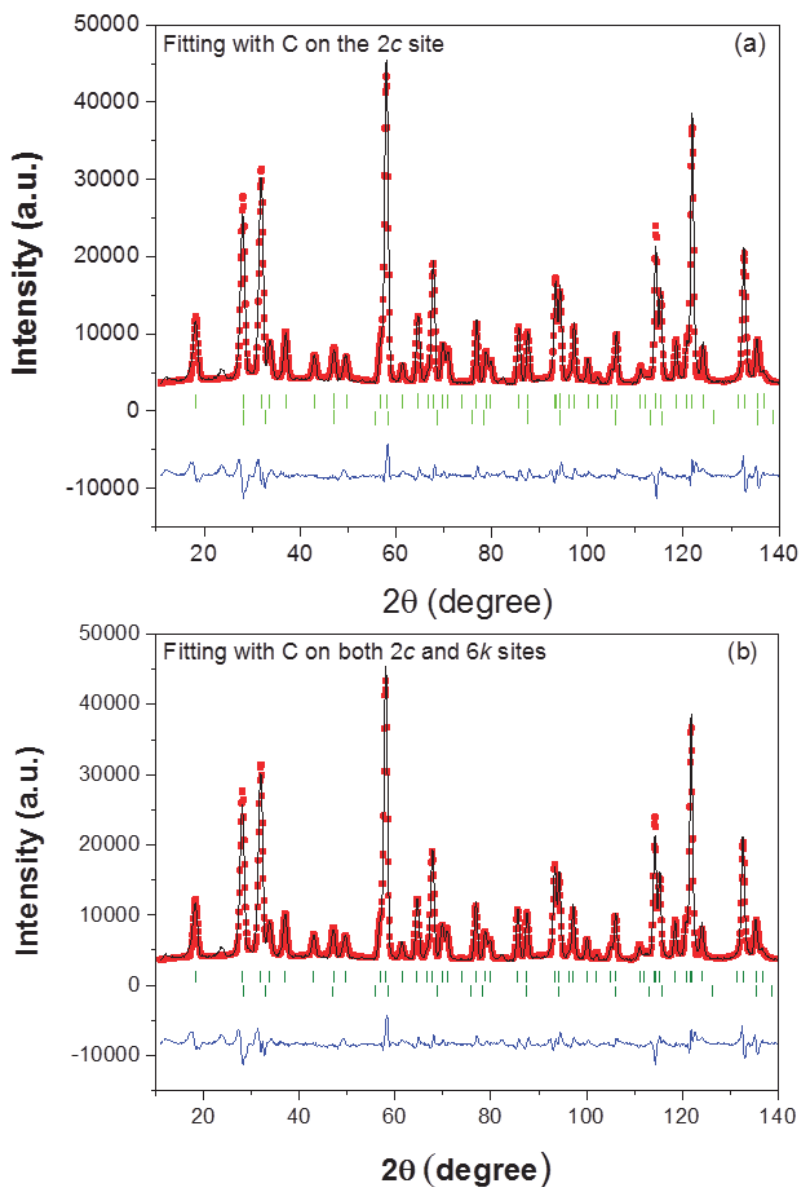 50000
Fitting with C on the 2c site
(a)
40000
30000
20000
10000
0
-10000
Intensity (a.u.)
20 40 60 80 100 120 140
2θ (degree)
50000
Fitting with C on both 2c and 6k sites
(b)
40000
30000
20000
10000
0
-10000
Intensity (a.u.)
20 40 60 80 100 120 140
2θ (degree)